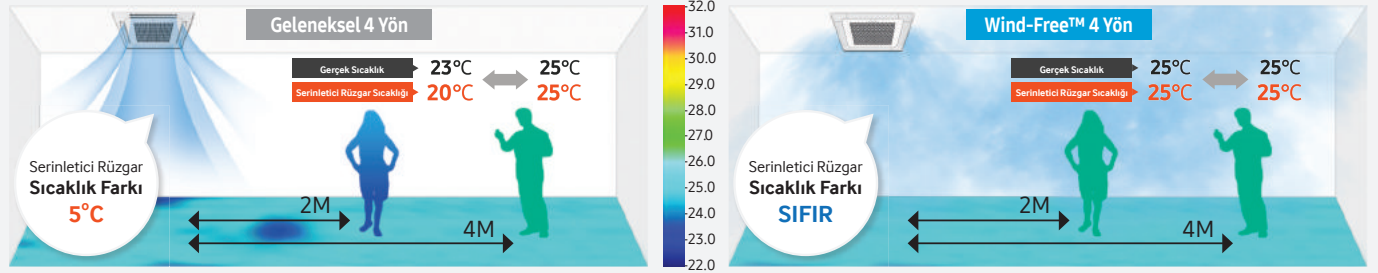 Geleneksel 4 Yön
Gerçek Sıcaklık 23°C 25°C
Serinletici Rüzgar Sıcaklığı 20°C 25°C
Serinletici Rüzgar
Sıcaklık Farkı
5°C
2M
4M
32.0
31.0
30.0
29.0
28.0
27.0
26.0
25.0
24.0
23.0
22.0
Wind-Free™ 4 Yön
Gerçek Sıcaklık 25°C 25°C
Serinletici Rüzgar Sıcaklığı 25°C 25°C
Serinletici Rüzgar
Sıcaklık Farkı
SIFIR
2M
4M